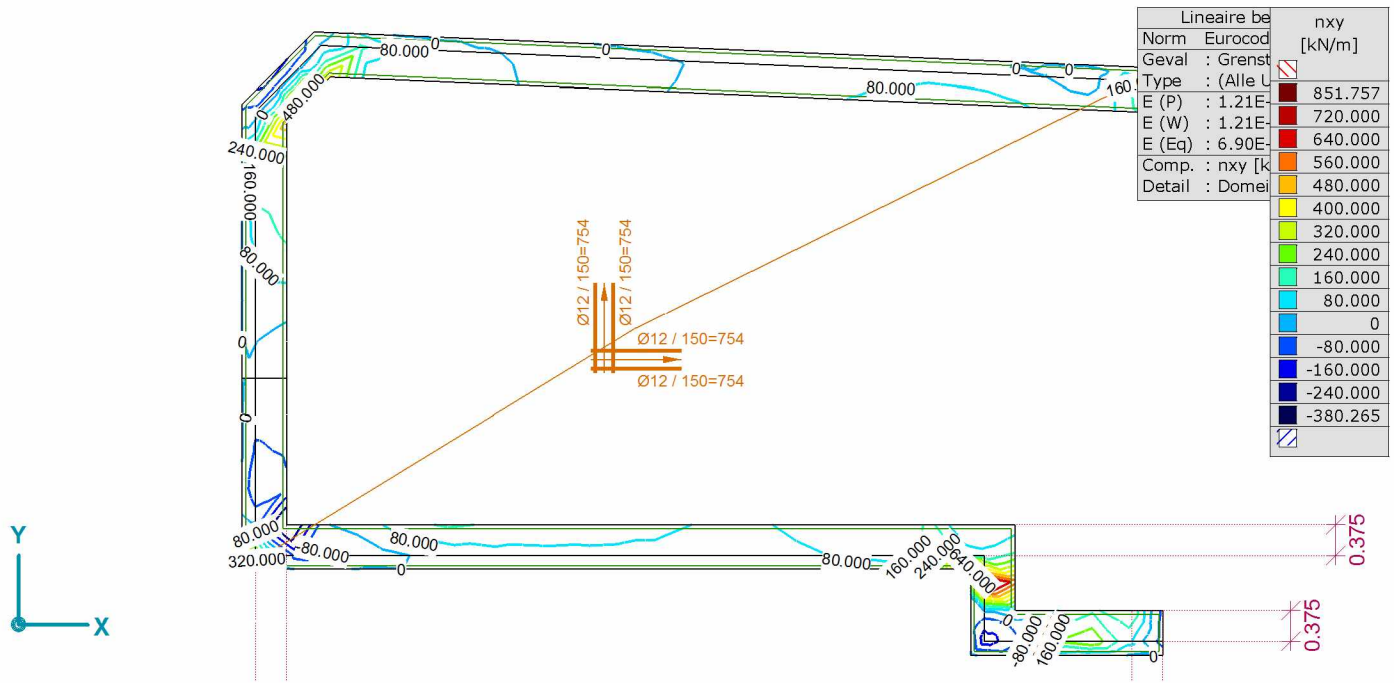 Lineaire be
Norm Eurocod
Geval : Grenst
Type : (Alle U
E (P) : 1.21E-
E (W) : 1.21E-
E (Eq) : 6.90E-
Comp. : nxy [k
Detail : Domei
nxy
[kN/m]
851.757
720.000
640.000
560.000
480.000
400.000
320.000
240.000
160.000
80.000
0
-80.000
-160.000
-240.000
-380.265
80.000
0
0
0
0
80.000
160.
480.000
0
240.000
160.000
80.000
0
0
Ø12 / 150=754
Ø12 / 150=754
Ø12 / 150=754
Ø12 / 150=754
80.000
320.000
-80.000
80.000
0
80.000
160.000
240.000
640.000
0
-80.000
160.000
0
0.375
0.375
Y
X